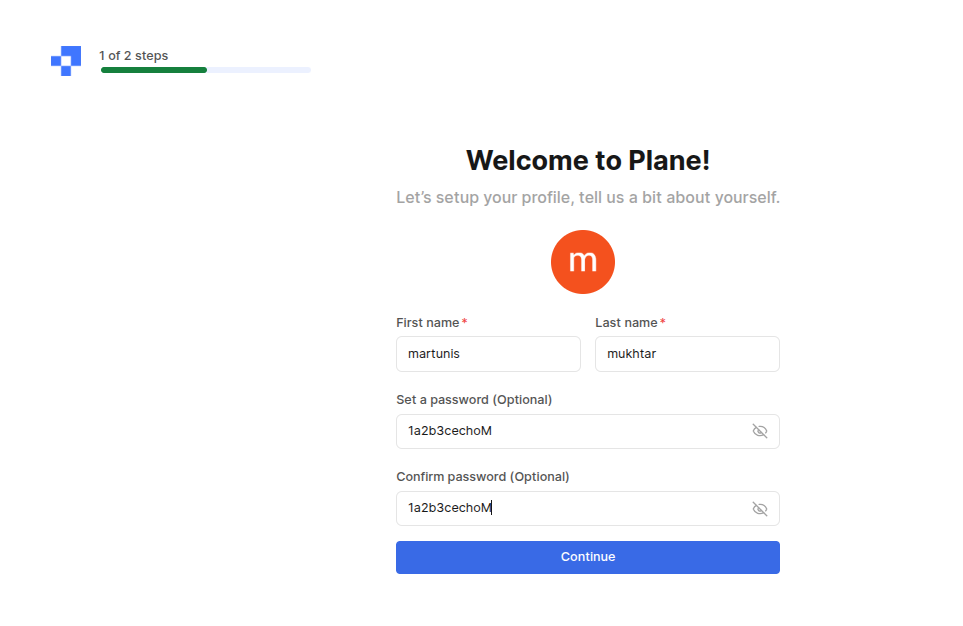 1 of 2 steps
Welcome to Plane!
Let’s setup your profile, tell us a bit about yourself.
m
First name* Last name*
martunis mukhtar
Set a password (Optional)
1a2b3cechoM
Confirm password (Optional)
1a2b3cechoM
Continue